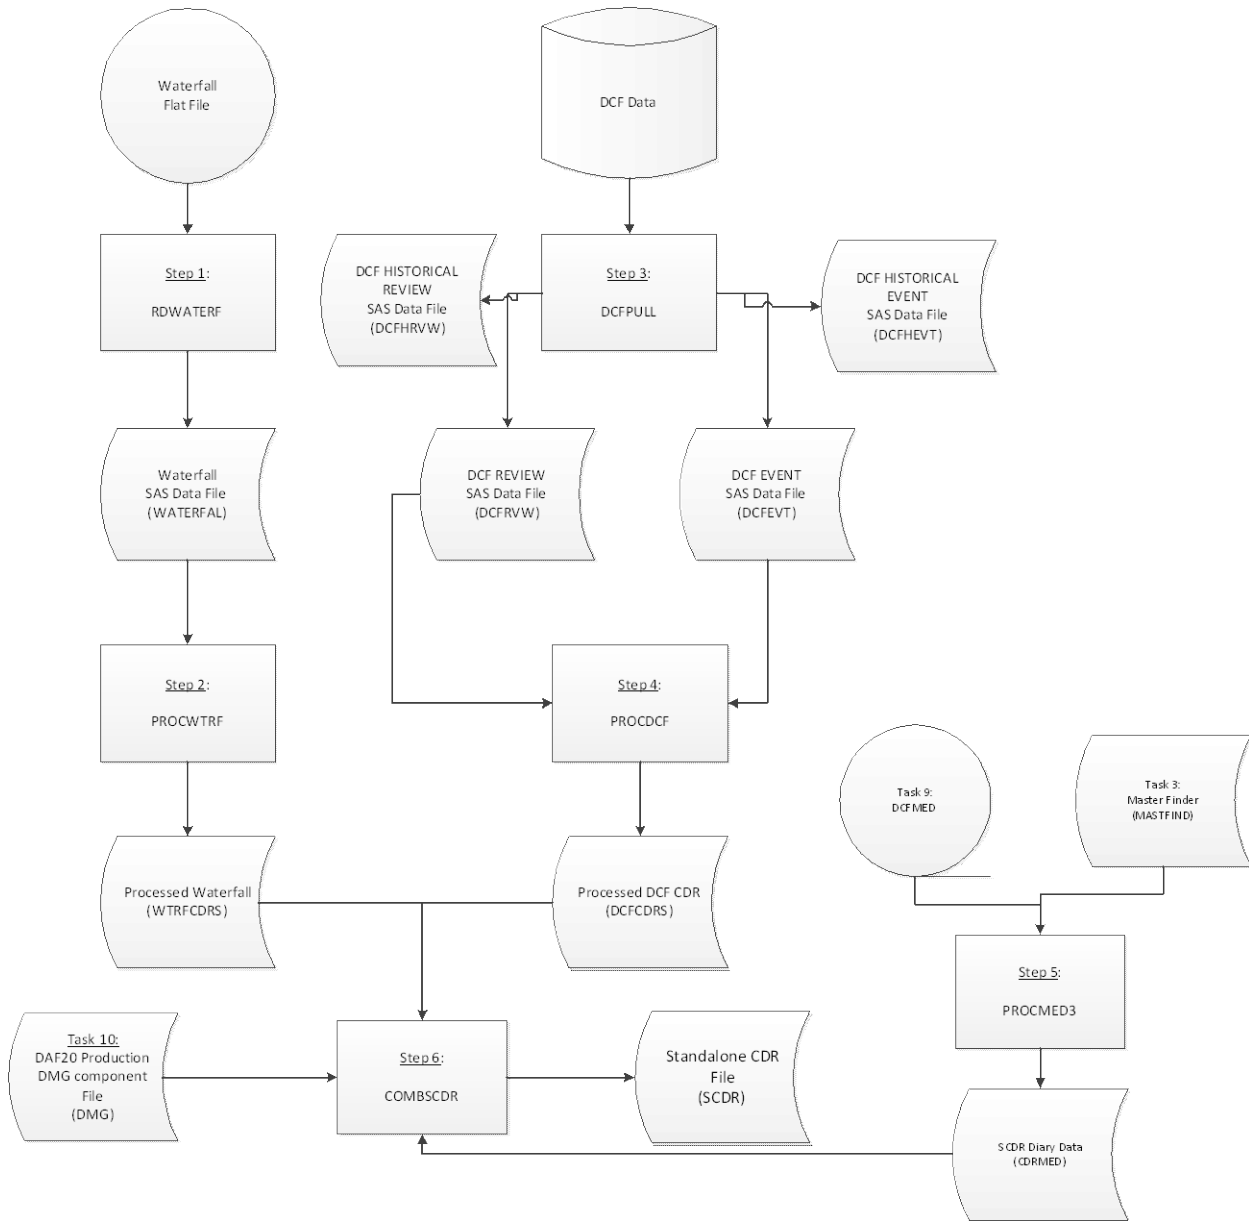 Waterfall
Flat File
DCF Data
Step 1:
RDWATERF
DCF HISTORICAL
REVIEW
SAS Data File
(DCFHRVW)
Step 3:
DCFPULL
DCF HISTORICAL
EVENT
SAS Data File
(DCFHEVT)
Waterfall
SAS Data File
(WATERFAL)
DCF REVIEW
SAS Data File
(DCFRVW)
DCF EVENT
SAS Data File
(DCFEVT)
Step 2:
PROCWTRF
Step 4:
PROCDCF
Task 9:
DCFMED
Task 3:
Master Finder
(MASTFIND)
Processed Waterfall
(WTRFCDRS)
Processed DCF CDR
(DCFCDRS)
Step 5:
PROCMED3
Task 10:
DAF20 Production
DMG component
File
(DMG)
Step 6:
COMBSCDR
Standalone CDR
File
(SCDR)
SCDR Diary Data
(CDRMED)